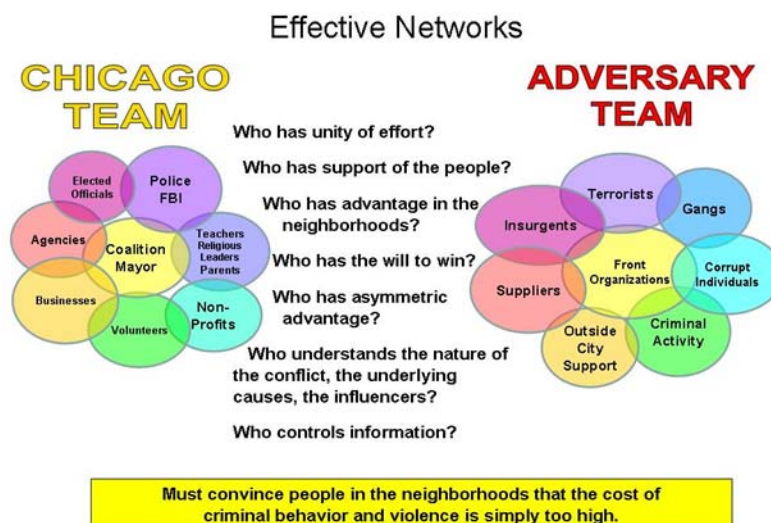 Effective Networks
CHICAGO
TEAM
Elected
Officials
Police
FBI
Agencies
Coalition
Mayor
Teachers
Religious
Leaders
Parents
Businesses
Volunteers
Non-
Profits
Who has unity of effort?
Who has support of the people?
Who has advantage in the
neighborhoods?
Who has the will to win?
Who has asymmetric
advantage?
Who understands the nature of
the conflict, the underlying
causes, the influencers?
Who controls information?
ADVERSARY
TEAM
Terrorists
Gangs
Insurgents
Front
Organizations
Corrupt
Individuals
Suppliers
Outside
City
Support
Criminal
Activity
Must convince people in the neighborhoods that the cost of
criminal behavior and violence is simply too high.